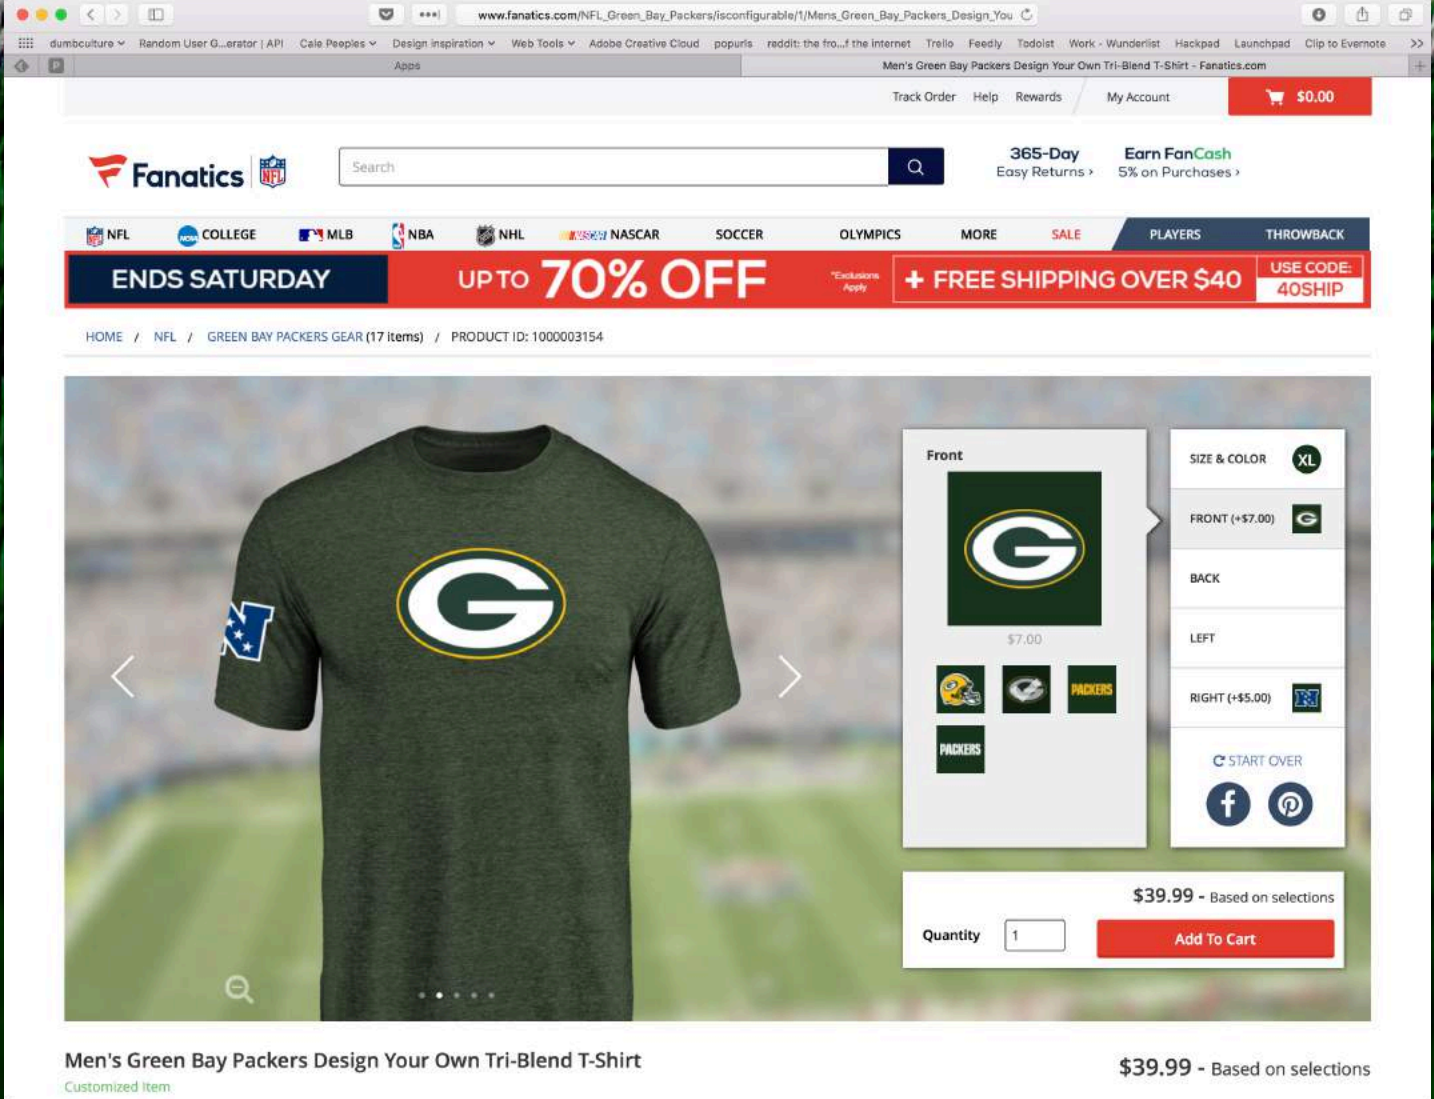 www.fanatics.com/NFL_Green_Bay_Packers/isconfigurable/1/Mens_Green_Bay_Packers_Design_You
dumbculture Random User G...erator | API Cale Peeples Design inspiration Web Tools Adobe Creative Cloud popurls reddit: the fro...f the internet Trello Feedly Todoist Work - Wunderlist Hackpad Launchpad Clip to Evernote >>
P Apps Men's Green Bay Packers Design Your Own Tri-Blend T-Shirt - Fanatics.com
Track Order Help Rewards My Account $0.00
Fanatics NFL
Search
365-Day
Easy Returns ›
Earn FanCash
5% on Purchases ›
NFL COLLEGE MLB NBA NHL NASCAR SOCCER OLYMPICS MORE SALE PLAYERS THROWBACK
ENDS SATURDAY UP TO 70% OFF *Exclusions Apply + FREE SHIPPING OVER $40 USE CODE: 40SHIP
HOME / NFL / GREEN BAY PACKERS GEAR (17 items) / PRODUCT ID: 1000003154
G
N
Front
G
$7.00
PACKERS
PACKERS
SIZE & COLOR XL
FRONT (+$7.00) G
BACK
LEFT
RIGHT (+$5.00) N
START OVER
$39.99 - Based on selections
Quantity 1 Add To Cart
Men's Green Bay Packers Design Your Own Tri-Blend T-Shirt
$39.99 - Based on selections
Customized Item